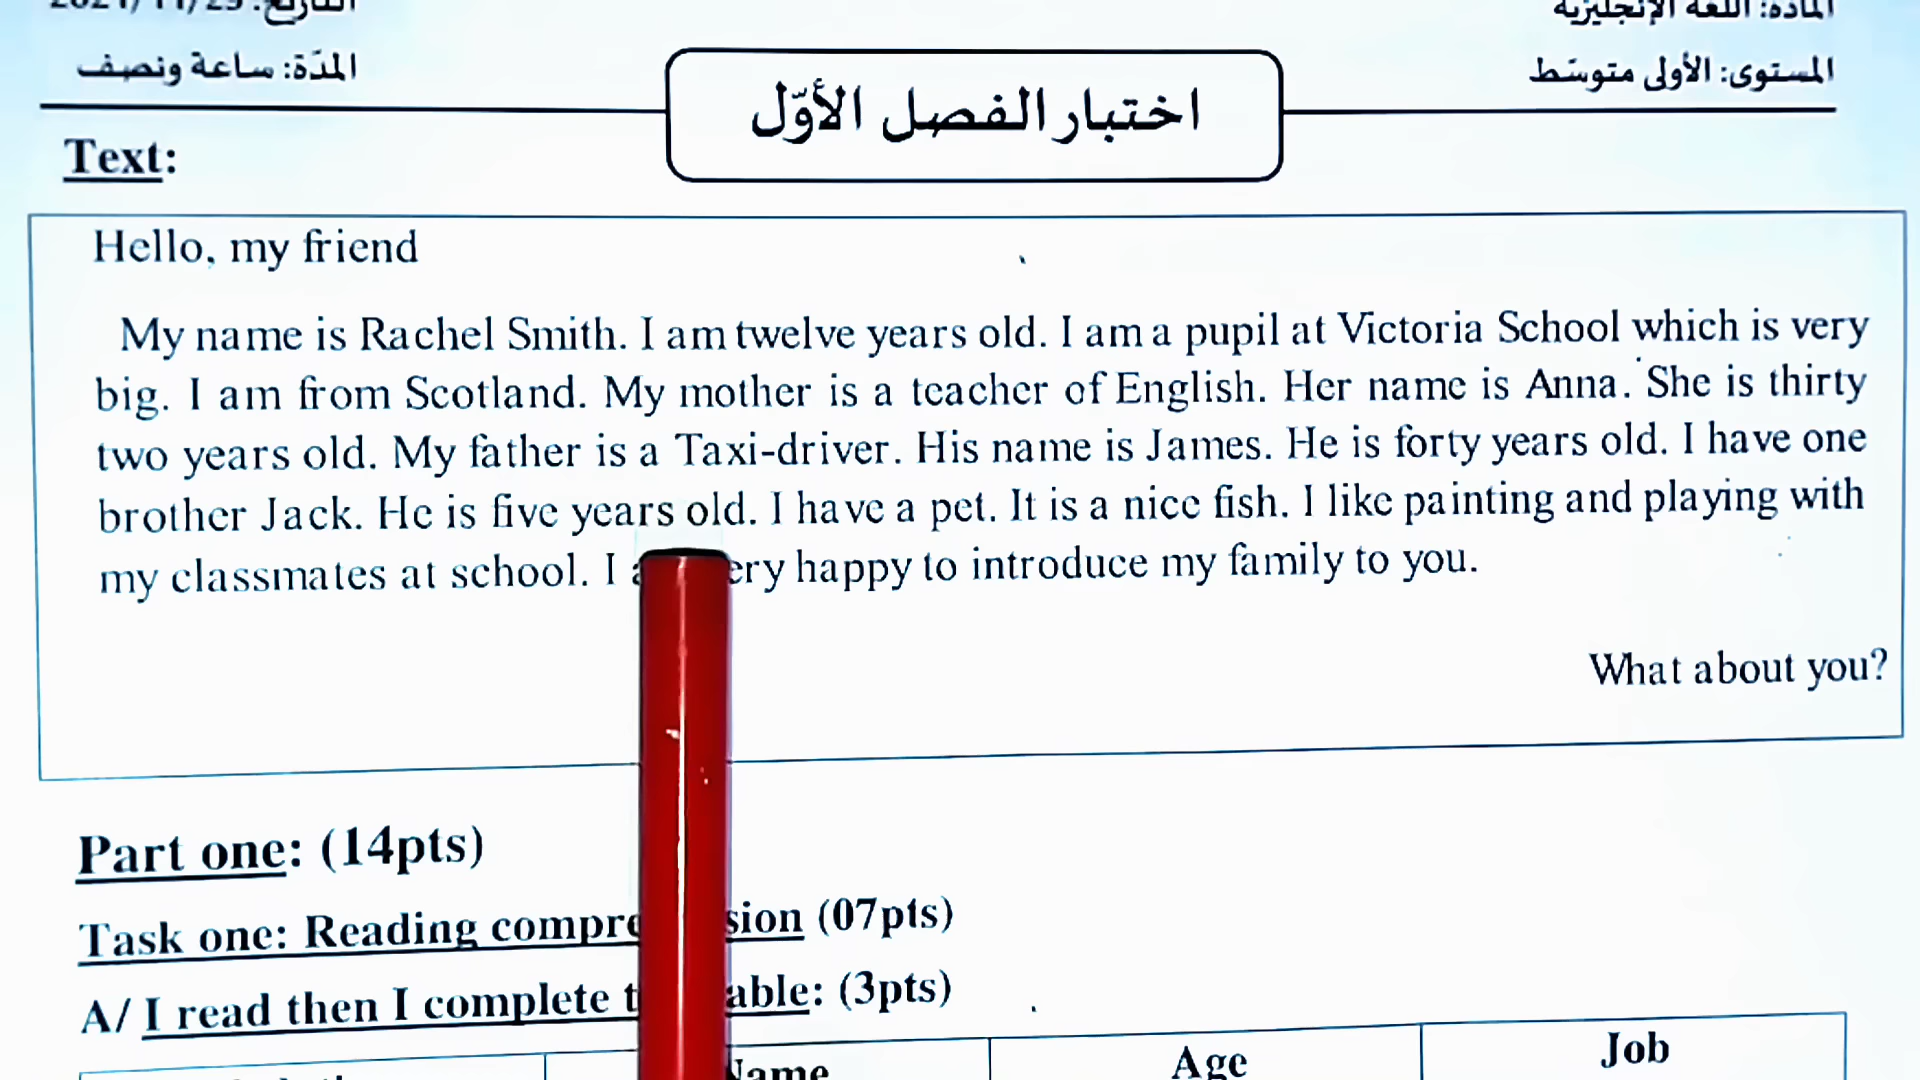 المادة: اللغة الإنجليزية
التاريخ:
المستوى: الأولى متوسّط
المدّة: ساعة ونصف
اختبار الفصل الأوّل
Text:
Hello, my friend
My name is Rachel Smith. I am twelve years old. I am a pupil at Victoria School which is very
big. I am from Scotland. My mother is a teacher of English. Her name is Anna. She is thirty
two years old. My father is a Taxi-driver. His name is James. He is forty years old. I have one
brother Jack. He is five years old. I have a pet. It is a nice fish. I like painting and playing with
my classmates at school. I happy to introduce my family to you.
What about you?
Part one: (14pts)
Task one: Reading (07pts)
A/ I read then I complete (3pts)
Name Age Job